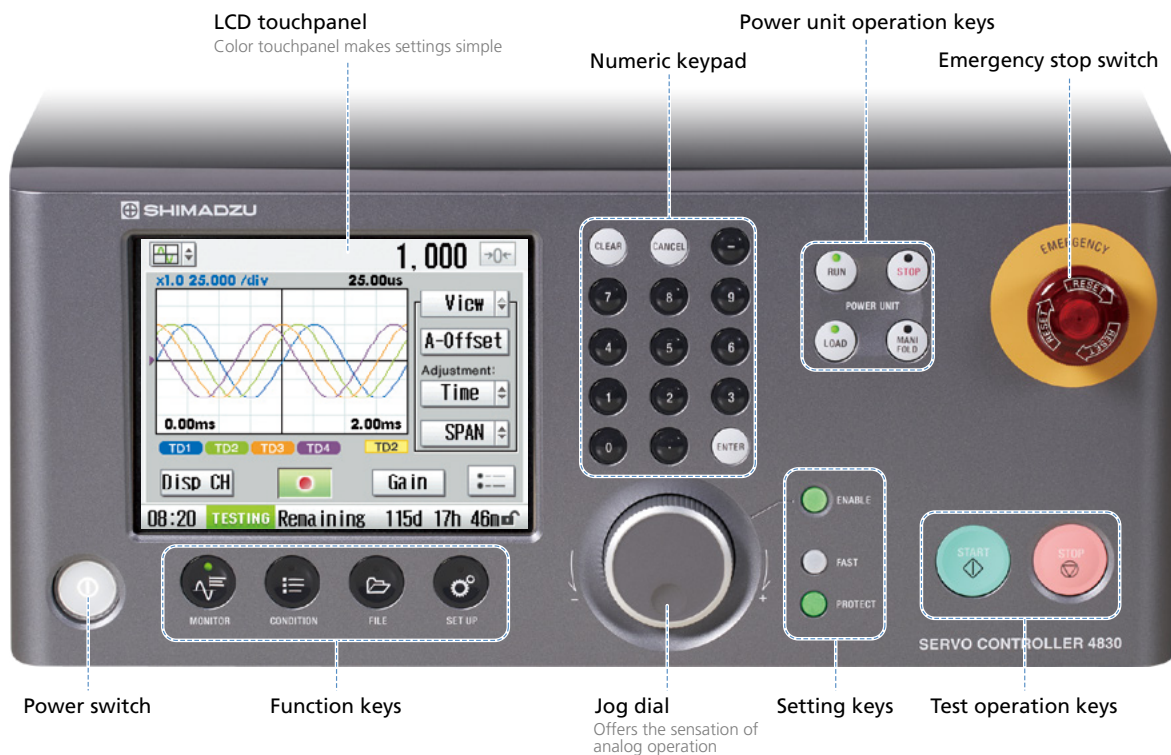 LCD touchpanel
Color touchpanel makes settings simple
Numeric keypad
Power unit operation keys
Emergency stop switch
SHIMADZU
1,000
→0←
x1.0 25.000 /div
25.00us
View
A-Offset
Adjustment:
Time
SPAN
0.00ms
2.00ms
TD1
TD2
TD3
TD4
TD2
Disp CH
Gain
08:20
TESTING
Remaining 115d 17h 46m
CLEAR
CANCEL
-
7
8
9
4
5
6
1
2
3
0
.
ENTER
RUN
STOP
POWER UNIT
LOAD
MANI
FOLD
EMERGENCY
RESET
RESET
RESET
ENABLE
FAST
PROTECT
-
+
START
STOP
MONITOR
CONDITION
FILE
SET UP
SERVO CONTROLLER 4830
Power switch
Function keys
Jog dial
Offers the sensation of
analog operation
Setting keys
Test operation keys